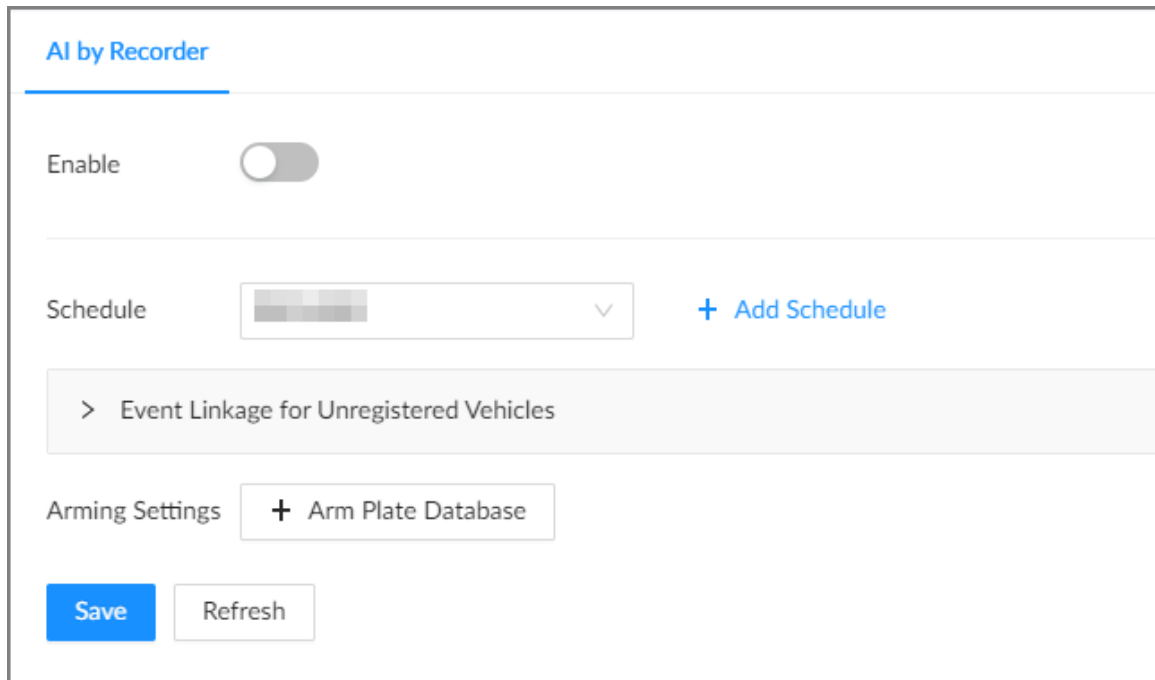 AI by Recorder
Enable
Schedule
+ Add Schedule
> Event Linkage for Unregistered Vehicles
Arming Settings + Arm Plate Database
Save Refresh